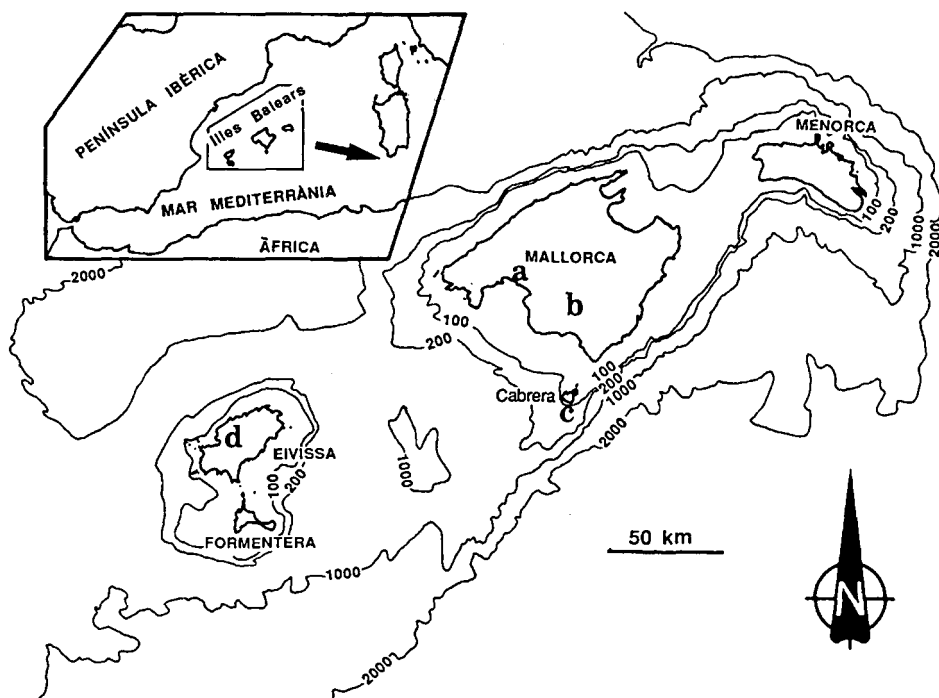 PENÍNSULA IBÈRICA
Illes Balears
MAR MEDITERRÀNIA
ÀFRICA
MENORCA
100
200
1000
2000
2000
MALLORCA
a
b
100
200
100
200
1000
2000
Cabrera
c
d
EIVISSA
100
200
1000
FORMENTERA
50 km
1000
2000
N